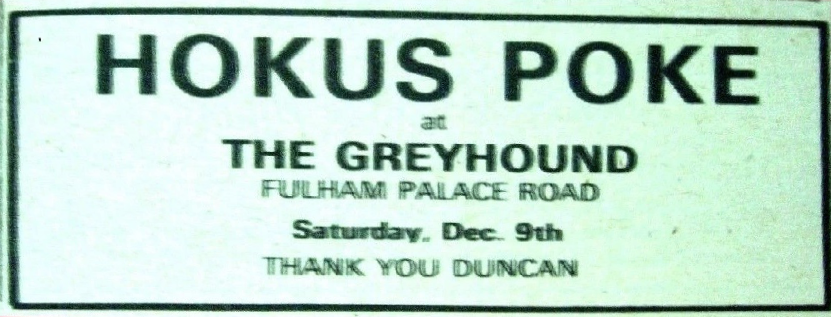 HOKUS POKE
at
THE GREYHOUND
FULHAM PALACE ROAD
Saturday, Dec. 9th
THANK YOU DUNCAN